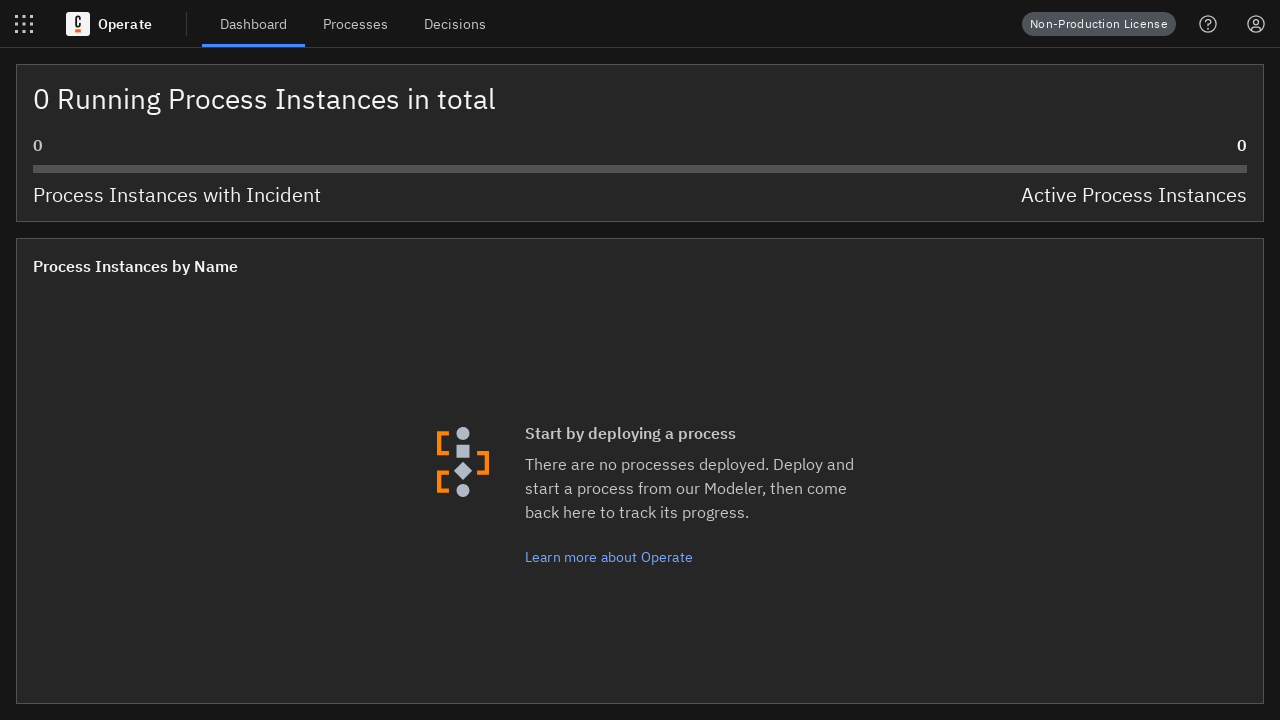 Operate
Dashboard
Processes
Decisions
Non-Production License
0 Running Process Instances in total
0
0
Process Instances with Incident
Active Process Instances
Process Instances by Name
Start by deploying a process
There are no processes deployed. Deploy and
start a process from our Modeler, then come
back here to track its progress.
Learn more about Operate